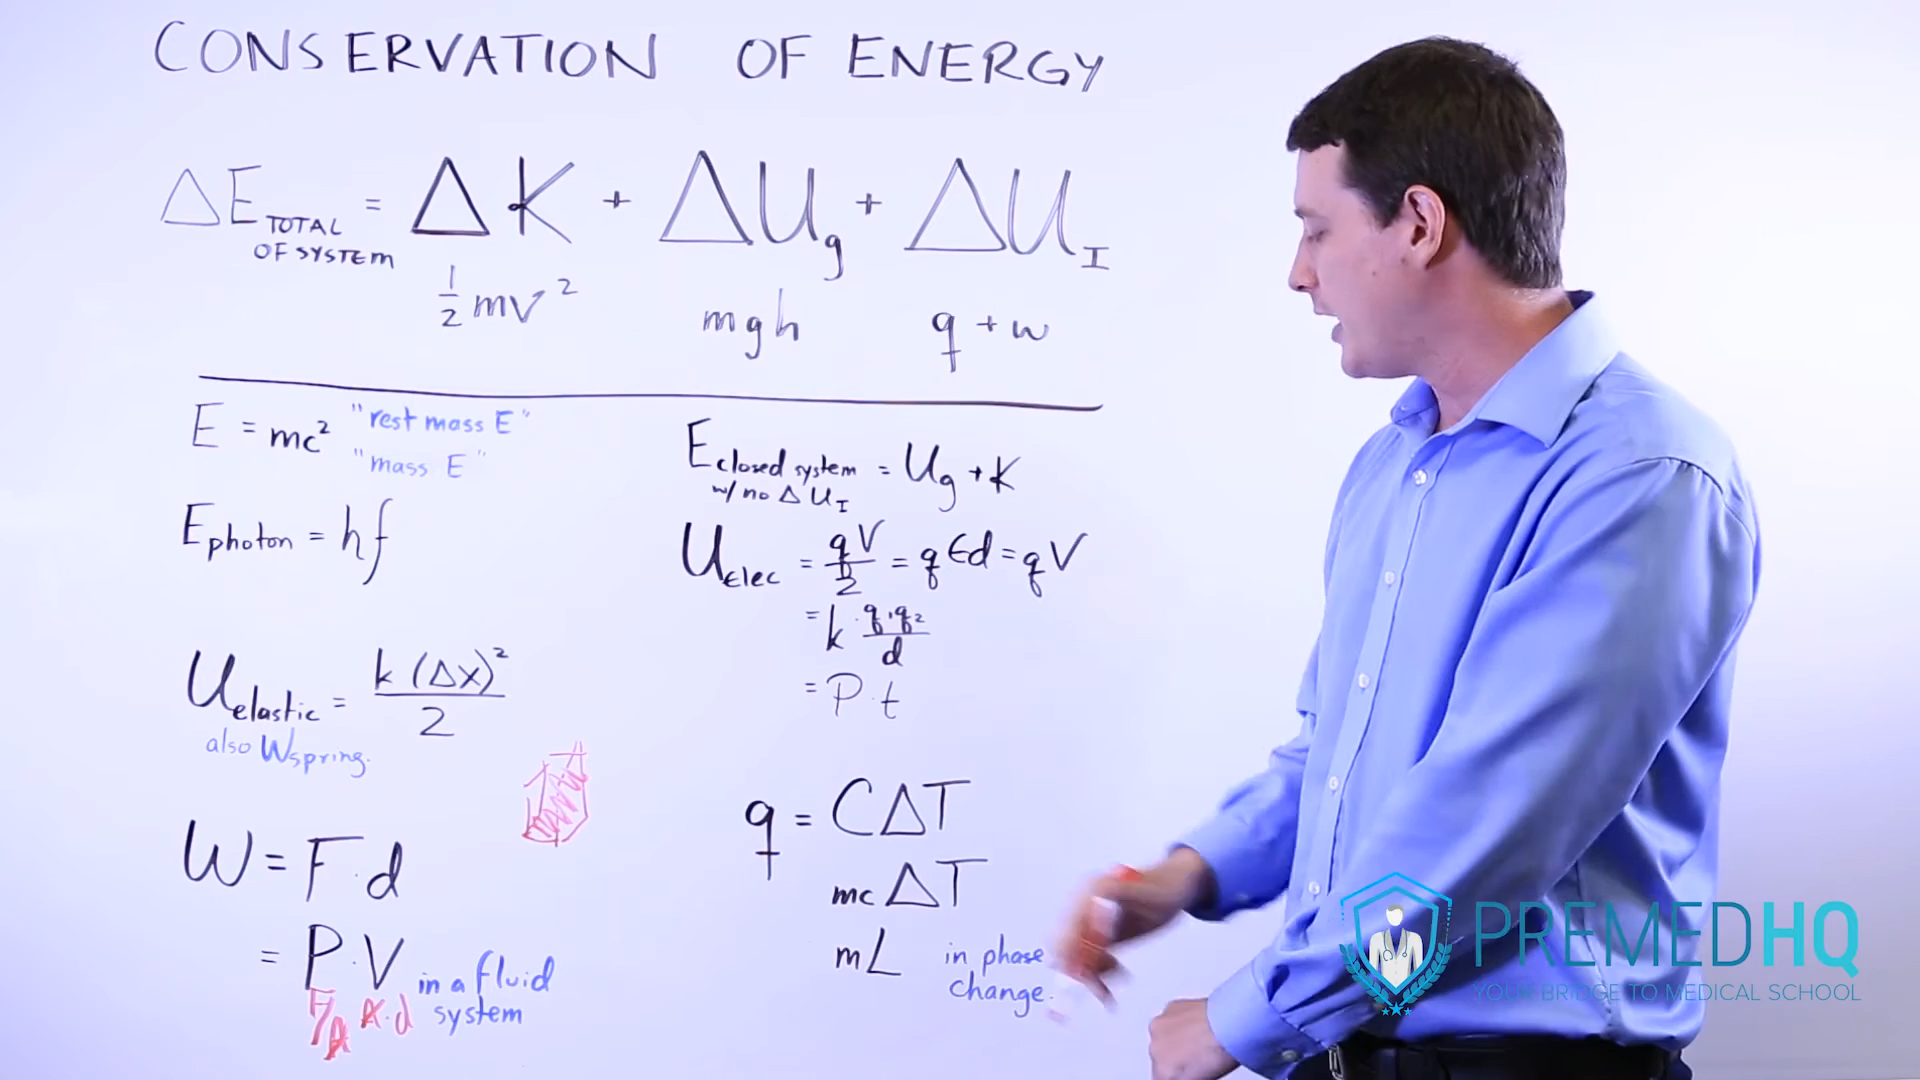 CONSERVATION OF ENERGY
ΔE TOTAL OF SYSTEM = ΔK + ΔUg + ΔUI
1/2 mv² mgh q + w
E = mc² "rest mass E"
"mass E"
Ephoton = hf
Uelastic = k (Δx)² / 2
also Wspring.
W = F · d
= P · V in a fluid
system
F/A A · d
Eclosed system = Ug + K
w/ no ΔUI
UElec = qV/2 = qEd = qV
= k · q₁q₂/d
= P · t
q = CΔT
mcΔT
mL in phase
change.
PREMEDHQ
YOUR BRIDGE TO MEDICAL SCHOOL